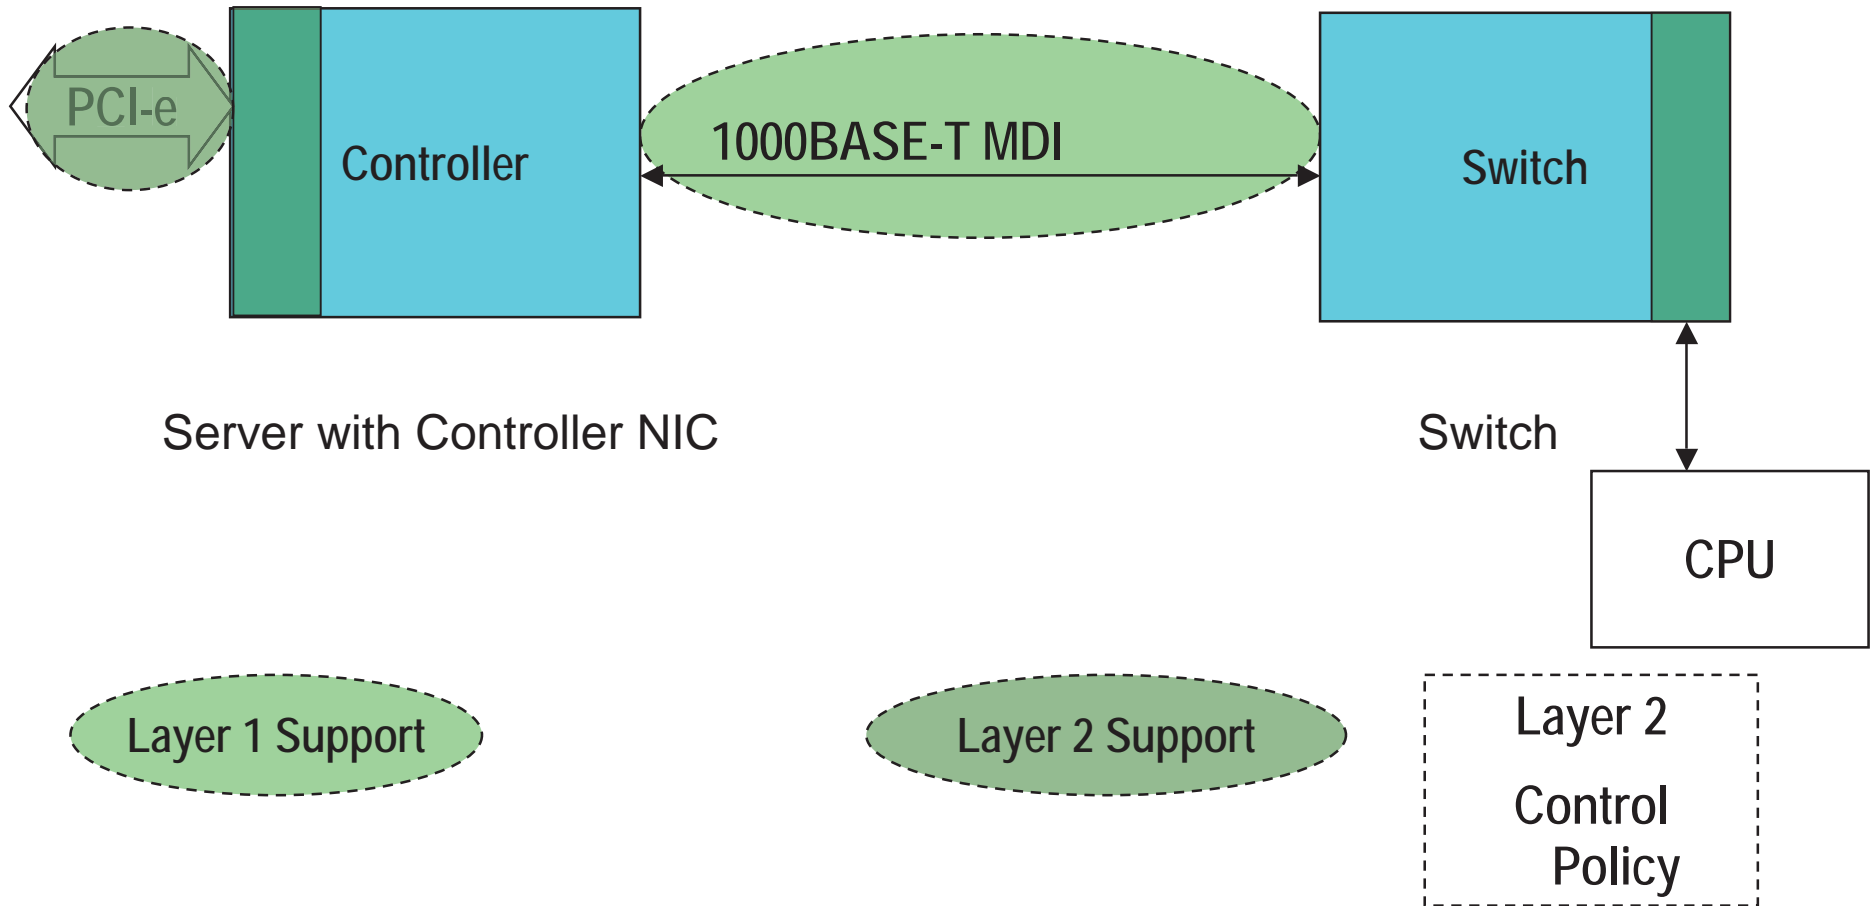 PCI-e
Controller
1000BASE-T MDI
Switch
Server with Controller NIC
Switch
CPU
Layer 1 Support
Layer 2 Support
Layer 2
Control
Policy